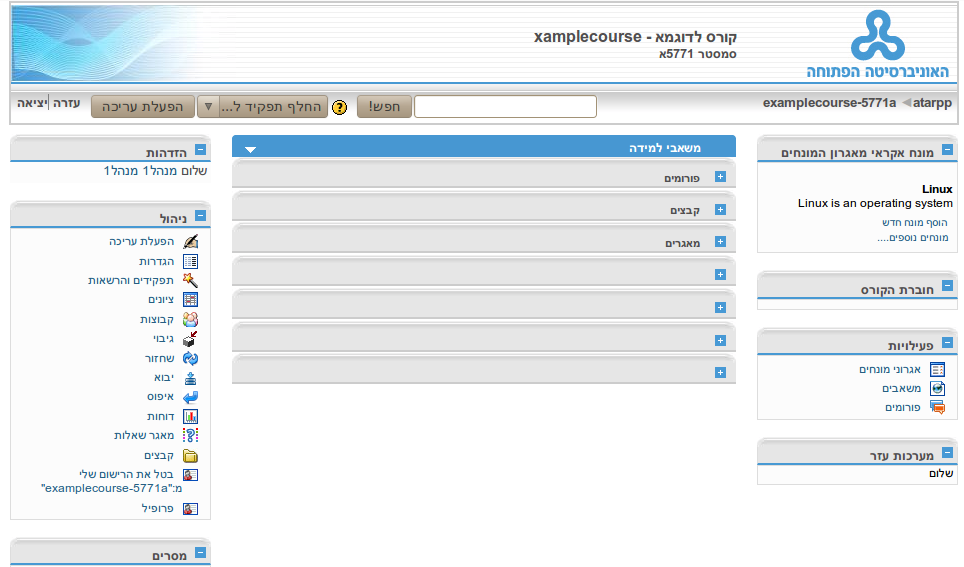 האוניברסיטה הפתוחה
קורס לדוגמא - xamplecourse
סמסטר 5771א
atarpp ◄ examplecourse-5771a
חפש!
?
החלף תפקיד ל...
הפעלת עריכה
עזרה
יציאה
מונח אקראי מאגרון המונחים
Linux
Linux is an operating system
הוסף מונח חדש
מונחים נוספים....
חוברת הקורס
פעילויות
אגרוני מונחים
משאבים
פורומים
מערכות עזר
שלום
משאבי למידה
פורומים
קבצים
מאגרים
הזדהות
שלום מנהל1 מנהל1
ניהול
הפעלת עריכה
הגדרות
תפקידים והרשאות
ציונים
קבוצות
גיבוי
שחזור
יבוא
איפוס
דוחות
מאגר שאלות
קבצים
בטל את הרישום שלי
מ:"examplecourse-5771a"
פרופיל
מסרים